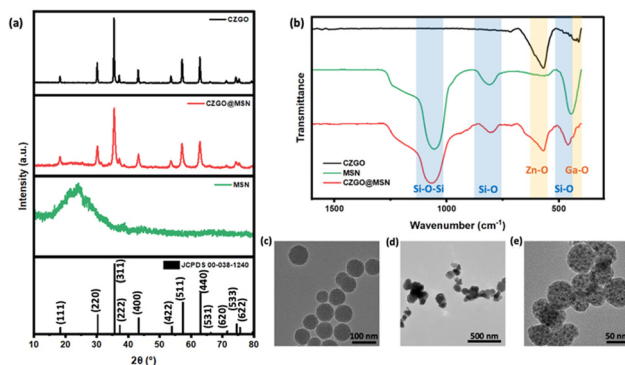 (a)
CZGO
CZGO@MSN
MSN
JCPDS 00-038-1240
(111)
(220)
(311)
(222)
(400)
(422)
(511)
(440)
(531)
(620)
(533)
(622)
10 20 30 40 50 60 70 80
2θ (°)
Intensity (a.u.)
(b)
Transmittance
CZGO
MSN
CZGO@MSN
Si-O-Si
Si-O
Zn-O
Si-O
Ga-O
1500 1000 500
Wavenumber (cm⁻¹)
(c)
100 nm
(d)
500 nm
(e)
50 nm